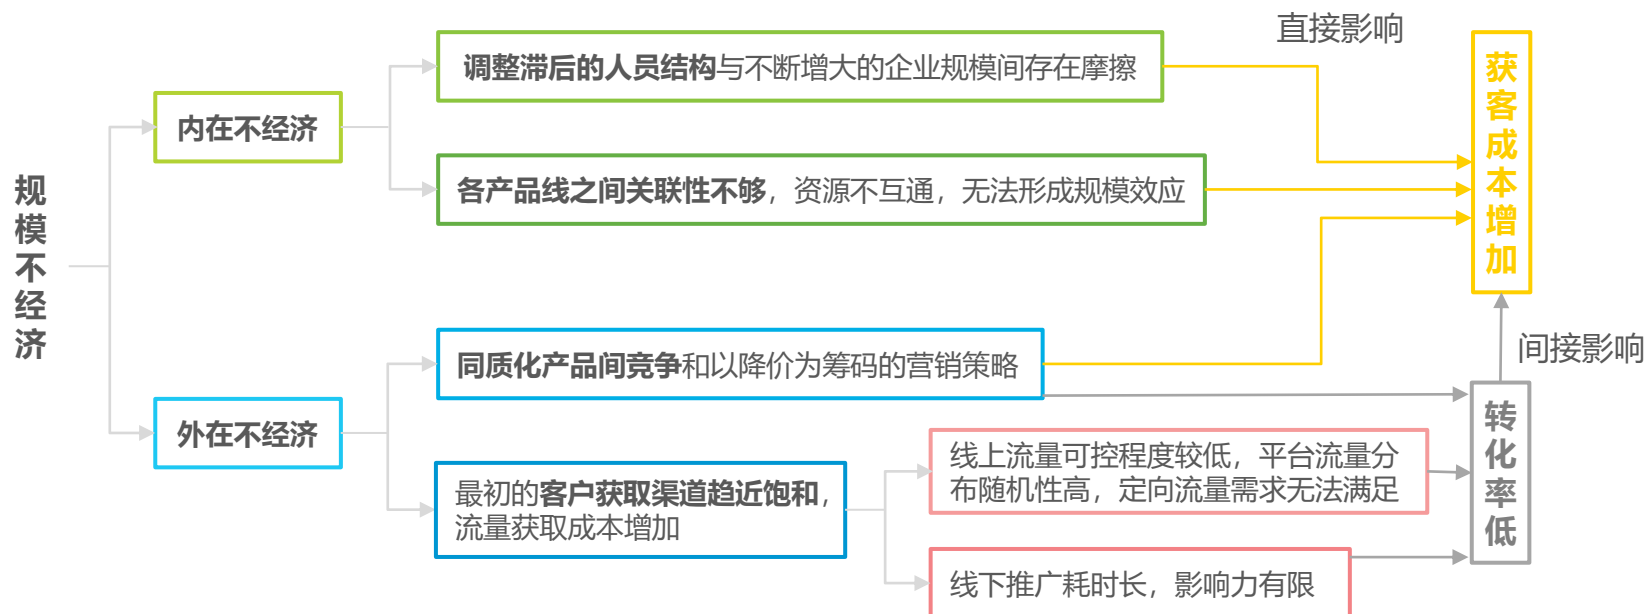 规模不经济
内在不经济
调整滞后的人员结构与不断增大的企业规模间存在摩擦
各产品线之间关联性不够，资源不互通，无法形成规模效应
外在不经济
同质化产品间竞争和以降价为筹码的营销策略
最初的客户获取渠道趋近饱和，
流量获取成本增加
线上流量可控程度较低，平台流量分
布随机性高，定向流量需求无法满足
线下推广耗时长，影响力有限
直接影响
获客成本增加
间接影响
转化率低